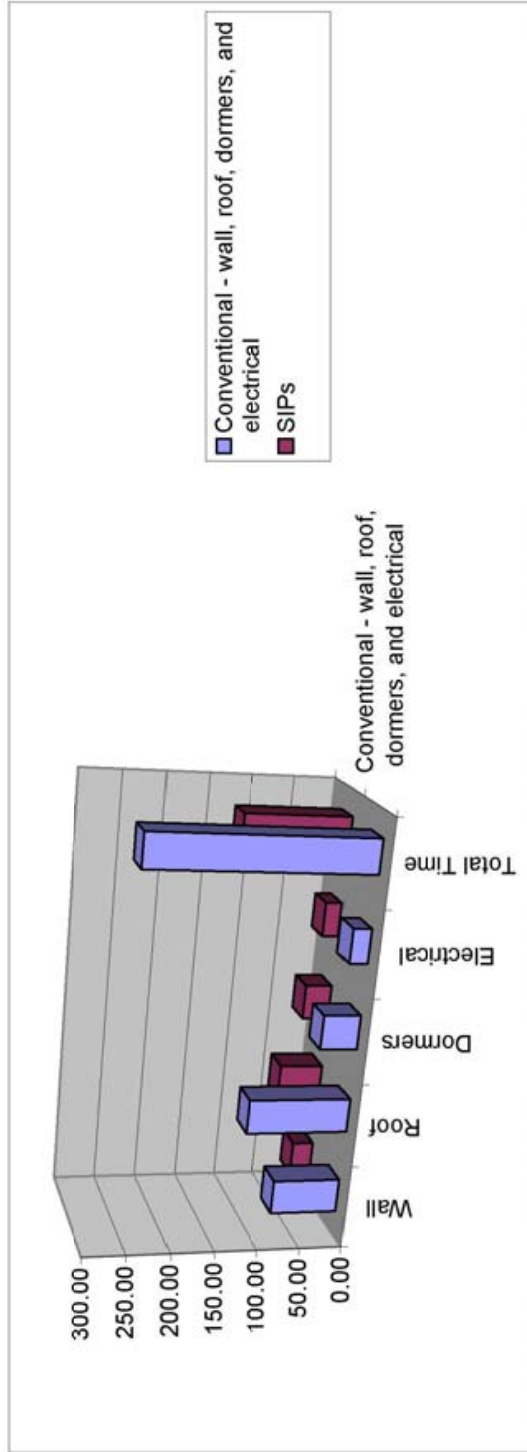 300.00
250.00
200.00
150.00
100.00
50.00
0.00
Wall
Roof
Dormers
Electrical
Total Time
Conventional - wall, roof,
dormers, and electrical
Conventional - wall, roof, dormers, and
electrical
SIPs